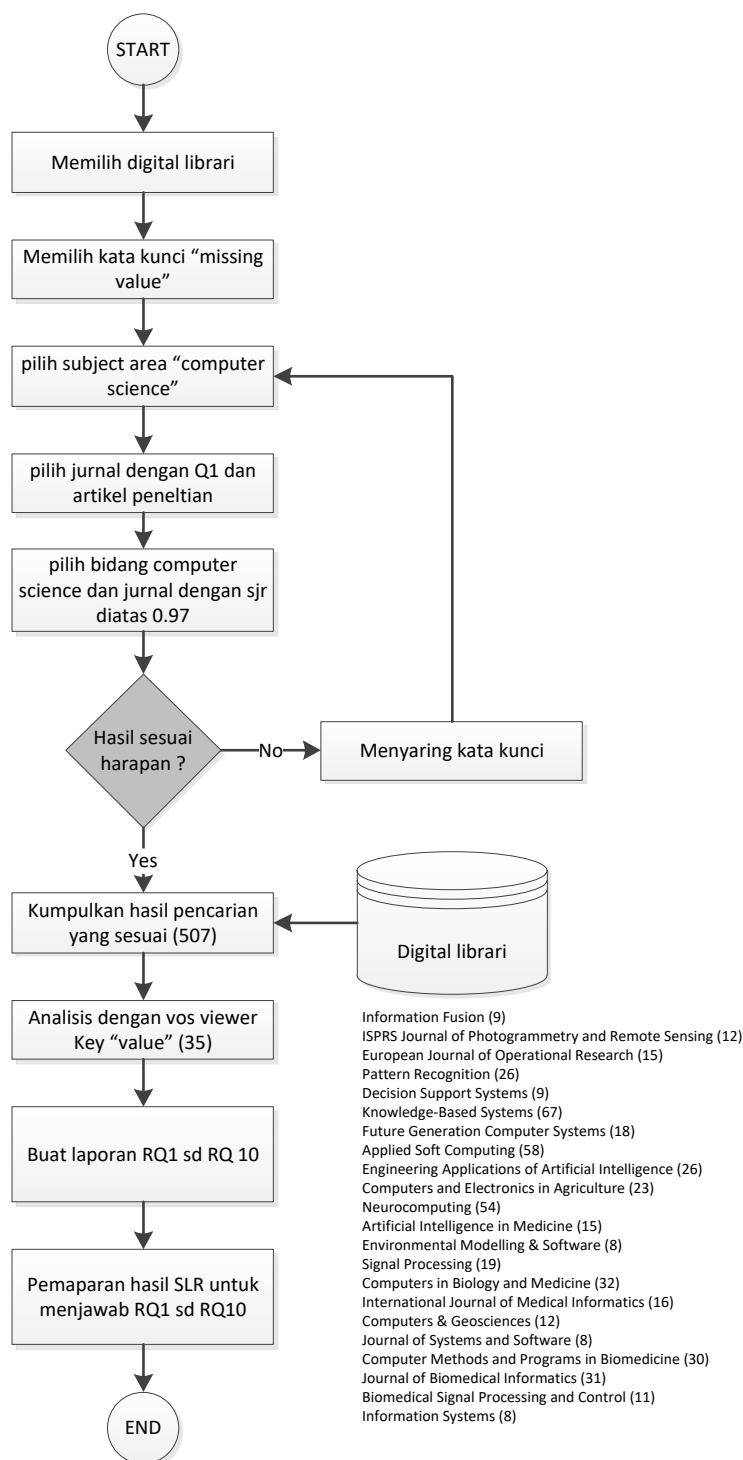 START
Memilih digital librari
Memilih kata kunci “missing
value”
pilih subject area “computer
science”
pilih jurnal dengan Q1 dan
artikel peneltian
pilih bidang computer
science dan jurnal dengan sjr
diatas 0.97
Hasil sesuai
harapan ?
No
Menyaring kata kunci
Yes
Kumpulkan hasil pencarian
yang sesuai (507)
Digital librari
Analisis dengan vos viewer
Key “value” (35)
Buat laporan RQ1 sd RQ 10
Pemaparan hasil SLR untuk
menjawab RQ1 sd RQ10
END
Information Fusion (9)
ISPRS Journal of Photogrammetry and Remote Sensing (12)
European Journal of Operational Research (15)
Pattern Recognition (26)
Decision Support Systems (9)
Knowledge-Based Systems (67)
Future Generation Computer Systems (18)
Applied Soft Computing (58)
Engineering Applications of Artificial Intelligence (26)
Computers and Electronics in Agriculture (23)
Neurocomputing (54)
Artificial Intelligence in Medicine (15)
Environmental Modelling & Software (8)
Signal Processing (19)
Computers in Biology and Medicine (32)
International Journal of Medical Informatics (16)
Computers & Geosciences (12)
Journal of Systems and Software (8)
Computer Methods and Programs in Biomedicine (30)
Journal of Biomedical Informatics (31)
Biomedical Signal Processing and Control (11)
Information Systems (8)